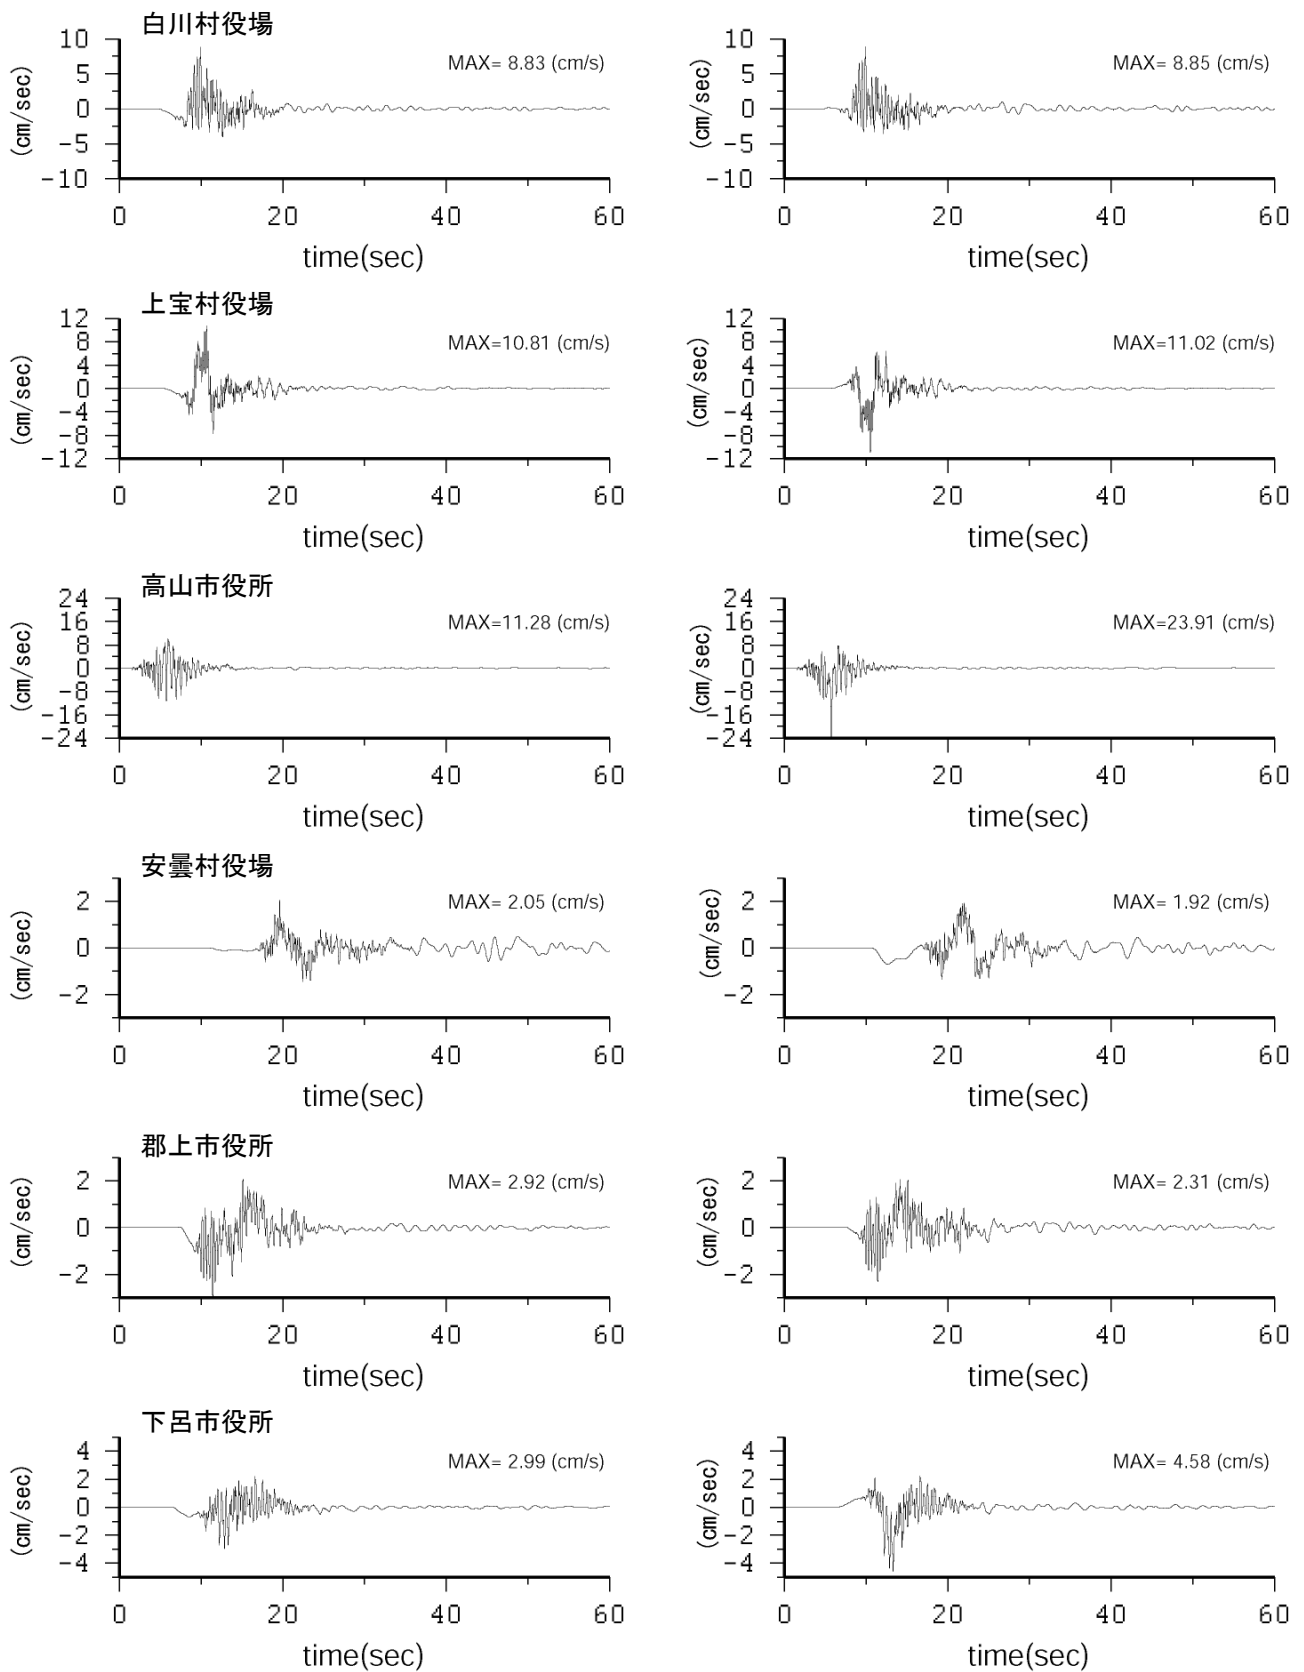 白川村役場
10
5
0
-5
-10
(cm/sec)
MAX= 8.83 (cm/s)
0 20 40 60
time(sec)
10
5
0
-5
-10
(cm/sec)
MAX= 8.85 (cm/s)
0 20 40 60
time(sec)
上宝村役場
12
8
4
0
-4
-8
-12
(cm/sec)
MAX=10.81 (cm/s)
0 20 40 60
time(sec)
12
8
4
0
-4
-8
-12
(cm/sec)
MAX=11.02 (cm/s)
0 20 40 60
time(sec)
高山市役所
24
16
8
0
-8
-16
-24
(cm/sec)
MAX=11.28 (cm/s)
0 20 40 60
time(sec)
24
16
8
0
-8
-16
-24
(cm/sec)
MAX=23.91 (cm/s)
0 20 40 60
time(sec)
安曇村役場
2
0
-2
(cm/sec)
MAX= 2.05 (cm/s)
0 20 40 60
time(sec)
2
0
-2
(cm/sec)
MAX= 1.92 (cm/s)
0 20 40 60
time(sec)
郡上市役所
2
0
-2
(cm/sec)
MAX= 2.92 (cm/s)
0 20 40 60
time(sec)
2
0
-2
(cm/sec)
MAX= 2.31 (cm/s)
0 20 40 60
time(sec)
下呂市役所
4
2
0
-2
-4
(cm/sec)
MAX= 2.99 (cm/s)
0 20 40 60
time(sec)
4
2
0
-2
-4
(cm/sec)
MAX= 4.58 (cm/s)
0 20 40 60
time(sec)